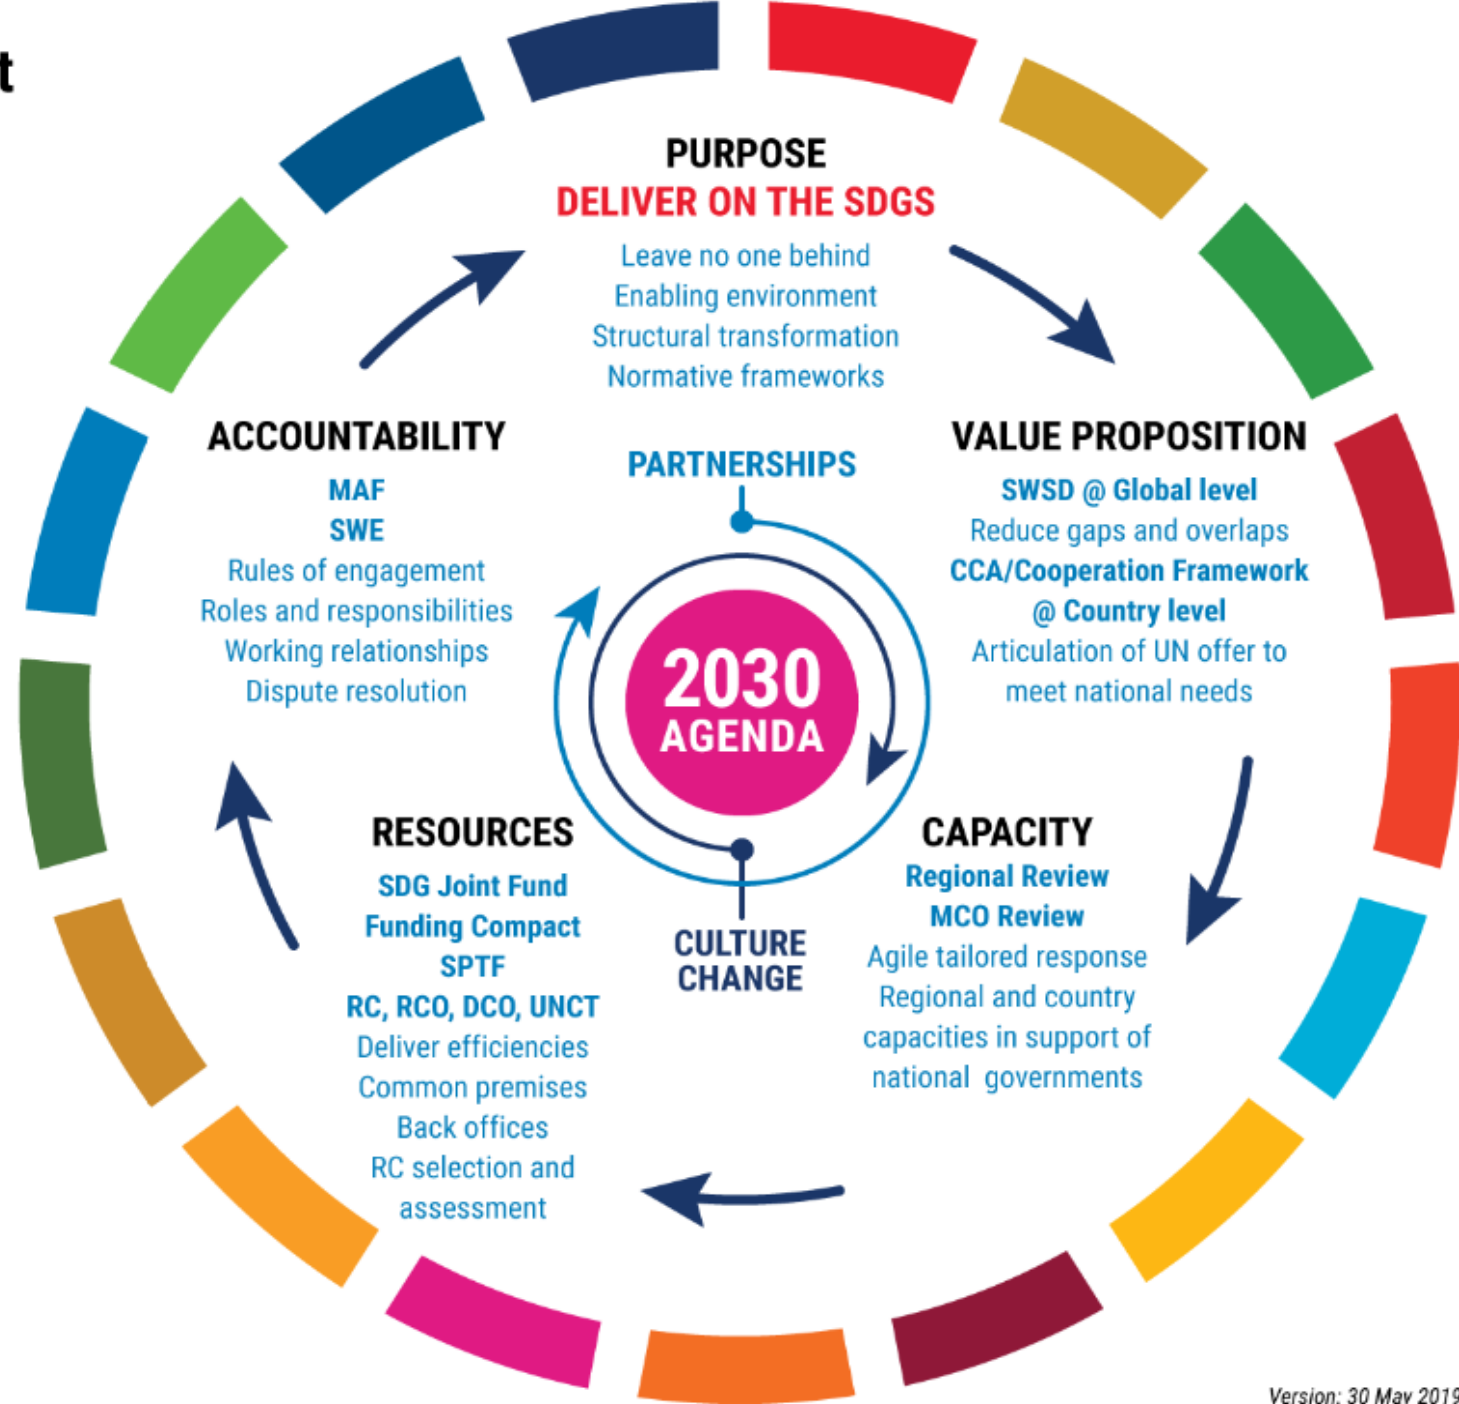 t
PURPOSE
DELIVER ON THE SDGS
Leave no one behind
Enabling environment
Structural transformation
Normative frameworks
ACCOUNTABILITY
MAF
SWE
Rules of engagement
Roles and responsibilities
Working relationships
Dispute resolution
PARTNERSHIPS
VALUE PROPOSITION
SWSD @ Global level
Reduce gaps and overlaps
CCA/Cooperation Framework
@ Country level
Articulation of UN offer to
meet national needs
2030
AGENDA
RESOURCES
SDG Joint Fund
Funding Compact
SPTF
RC, RCO, DCO, UNCT
Deliver efficiencies
Common premises
Back offices
RC selection and
assessment
CULTURE
CHANGE
CAPACITY
Regional Review
MCO Review
Agile tailored response
Regional and country
capacities in support of
national governments
Version: 30 May 2019